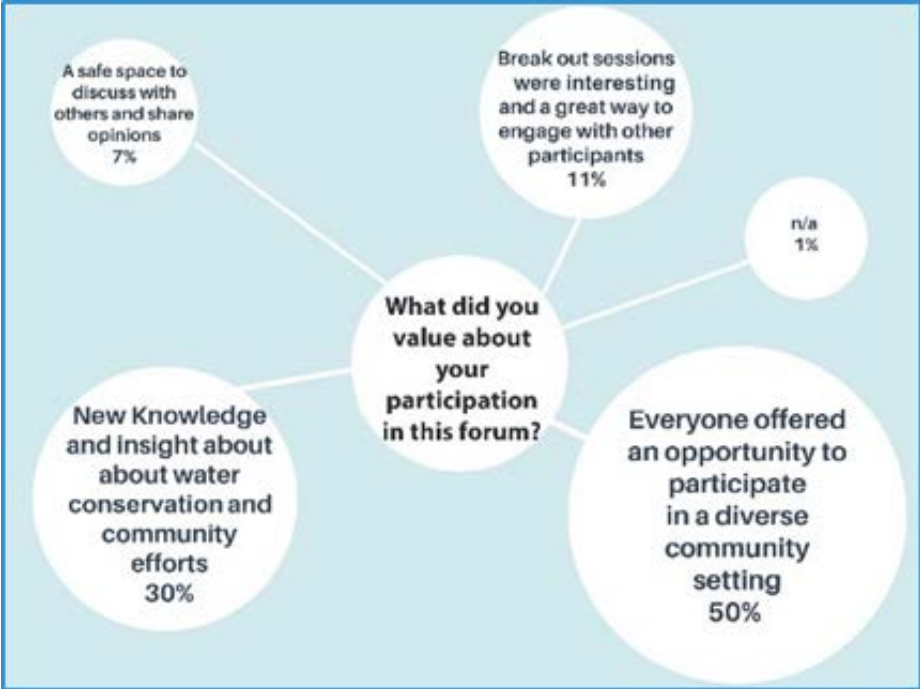 A safe space to
discuss with
others and share
opinions
7%
Break out sessions
were interesting
and a great way to
engage with other
participants
11%
n/a
1%
What did you
value about
your
participation
in this forum?
New Knowledge
and insight about
about water
conservation and
community
efforts
30%
Everyone offered
an opportunity to
participate
in a diverse
community
setting
50%